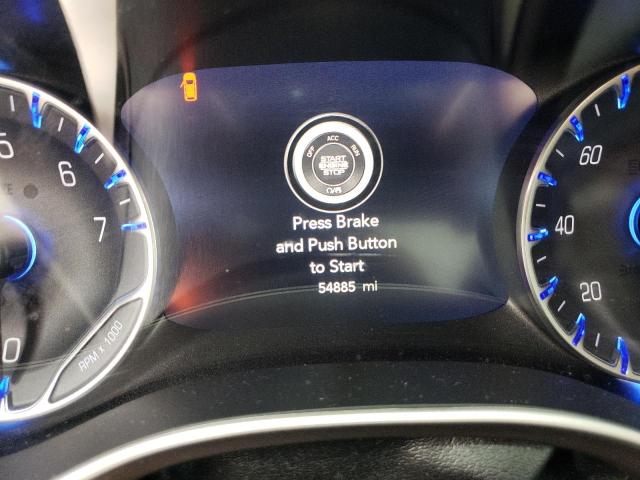 OFF ACC RUN
START
ENGINE
STOP
Press Brake
and Push Button
to Start
54885 mi
5
6
7
0
RPM x 1000
60
40
20